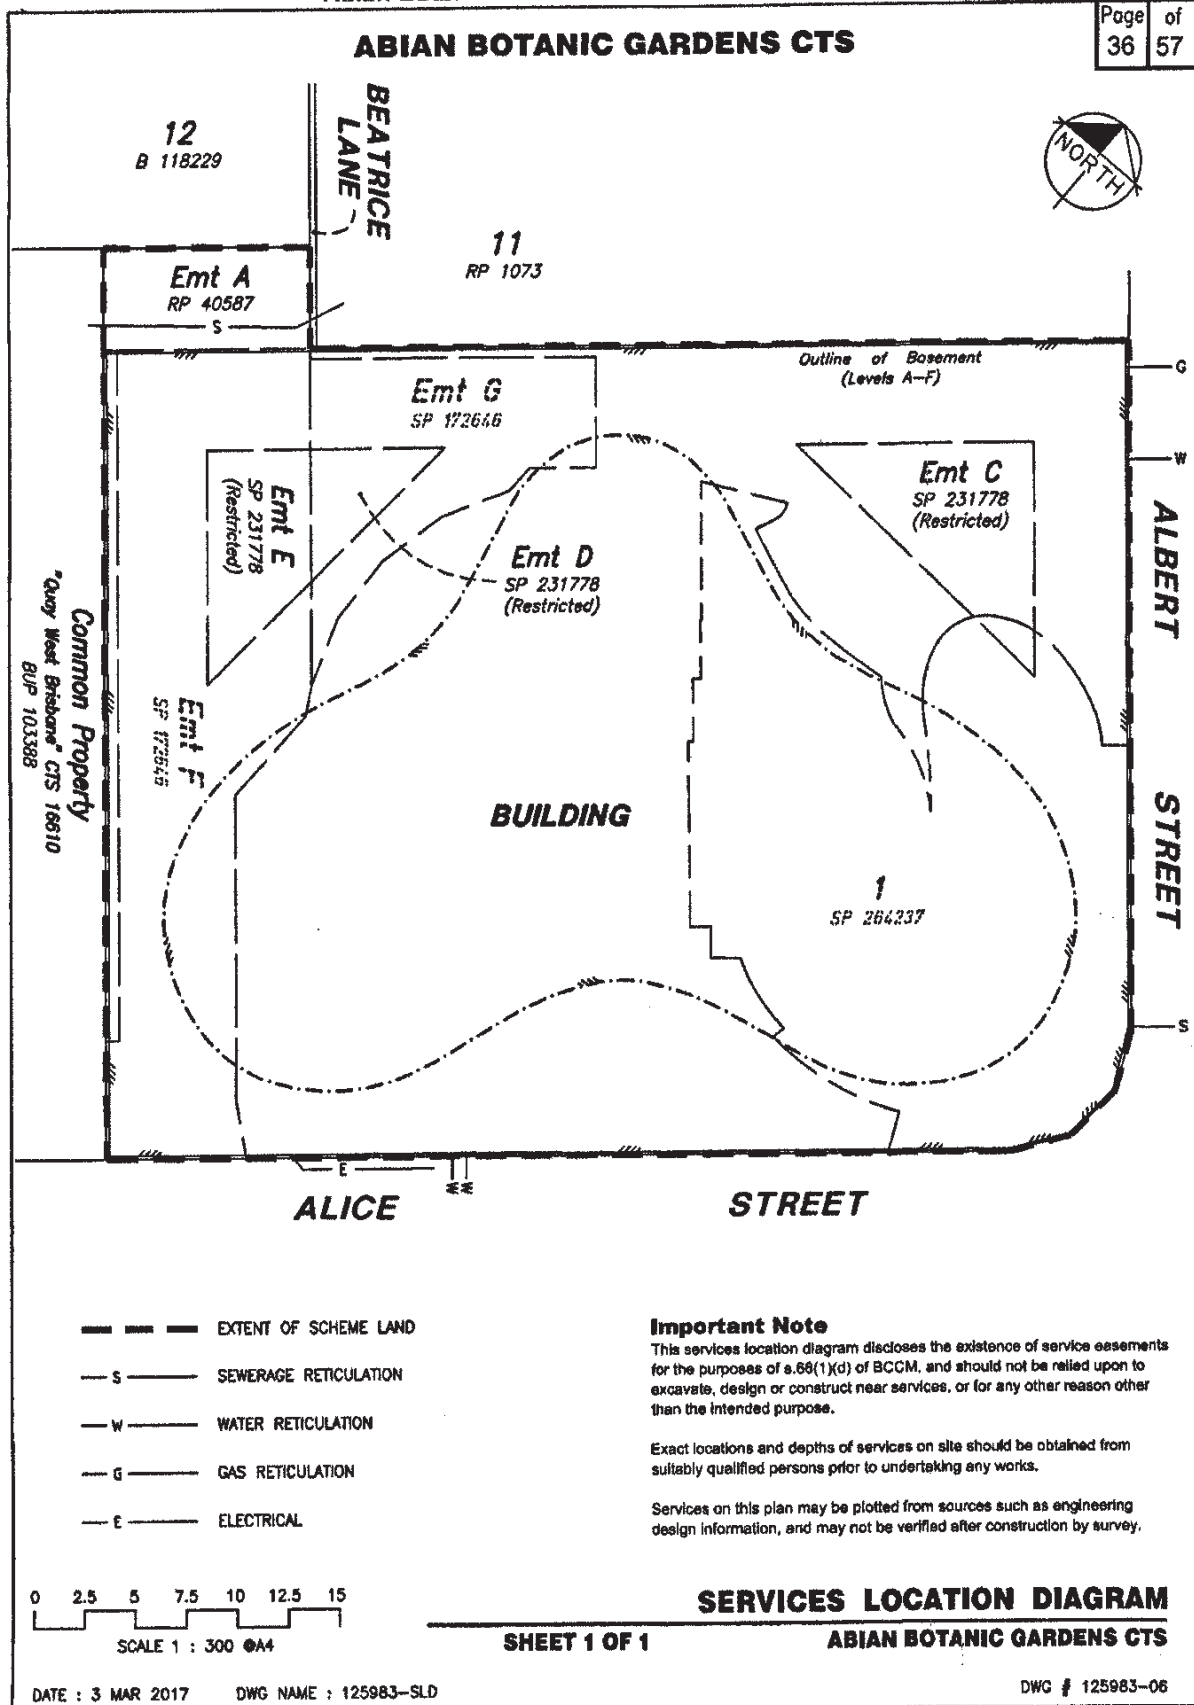 ABIAN BOTANIC GARDENS CTS
Page of
36 57
12
B 118229
BEATRICE
LANE
NORTH
11
RP 1073
Emt A
RP 40587
S
Outline of Basement
(Levels A-F)
G
Emt G
SP 172646
W
Emt E
SP 231778
(Restricted)
Emt C
SP 231778
(Restricted)
Emt D
SP 231778
(Restricted)
ALBERT
STREET
Common Property
"Quay West Brisbane" CTS 16610
BUP 103388
Emt F
SP 172646
BUILDING
1
SP 264237
S
E
W
W
ALICE STREET
EXTENT OF SCHEME LAND
S SEWERAGE RETICULATION
W WATER RETICULATION
G GAS RETICULATION
E ELECTRICAL
Important Note
This services location diagram discloses the existence of service easements
for the purposes of s.66(1)(d) of BCCM, and should not be relied upon to
excavate, design or construct near services, or for any other reason other
than the intended purpose.
Exact locations and depths of services on site should be obtained from
suitably qualified persons prior to undertaking any works.
Services on this plan may be plotted from sources such as engineering
design information, and may not be verified after construction by survey.
0 2.5 5 7.5 10 12.5 15
SCALE 1 : 300 @A4
SERVICES LOCATION DIAGRAM
SHEET 1 OF 1
ABIAN BOTANIC GARDENS CTS
DATE : 3 MAR 2017
DWG NAME : 125983-SLD
DWG # 125983-06